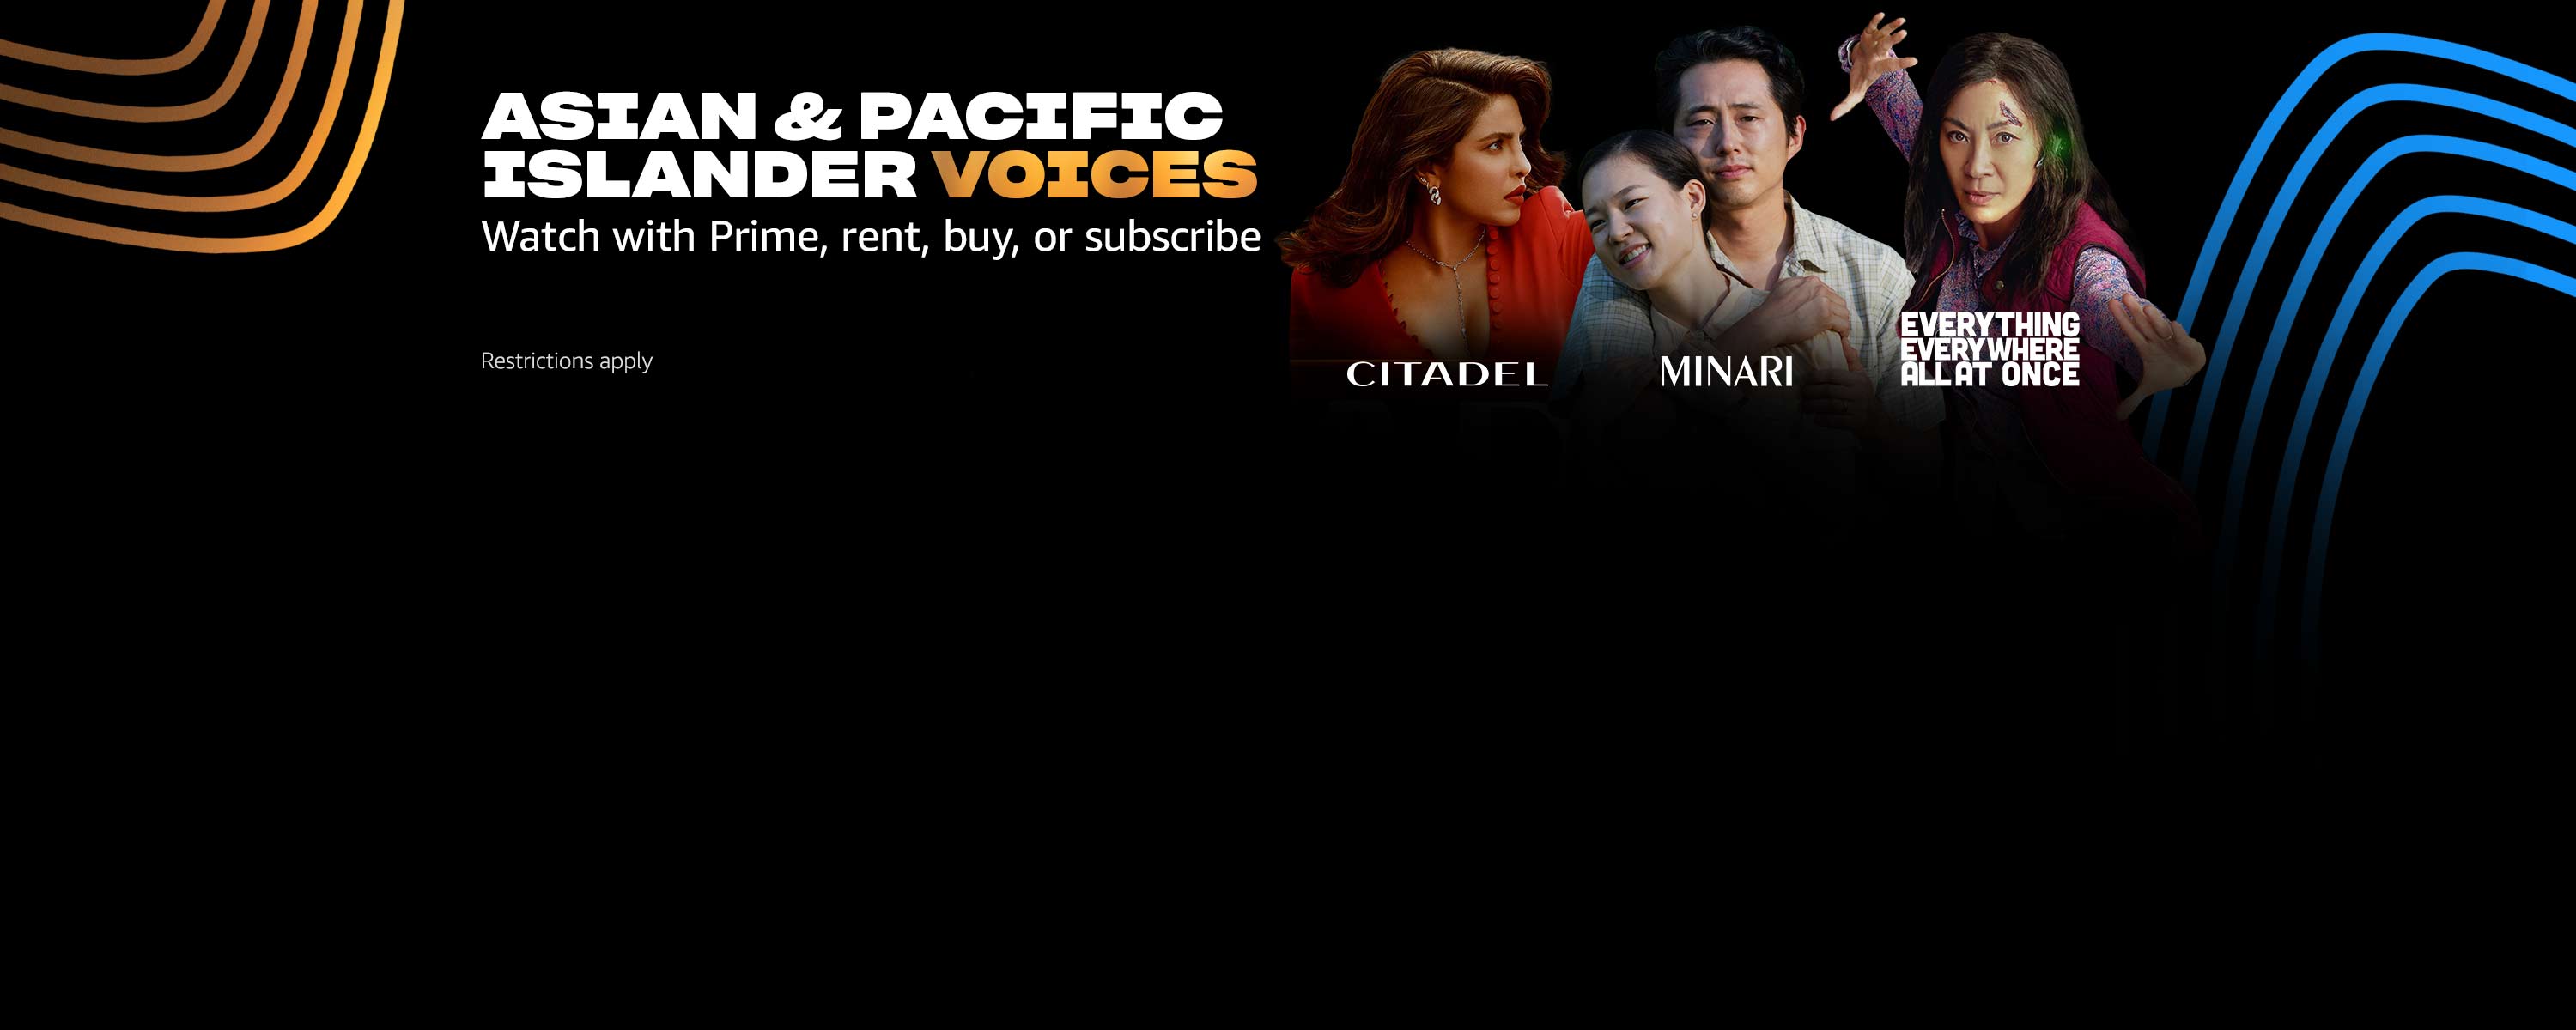 ASIAN & PACIFIC
ISLANDER VOICES
Watch with Prime, rent, buy, or subscribe
Restrictions apply
CITADEL
MINARI
EVERYTHING
EVERYWHERE
ALL AT ONCE